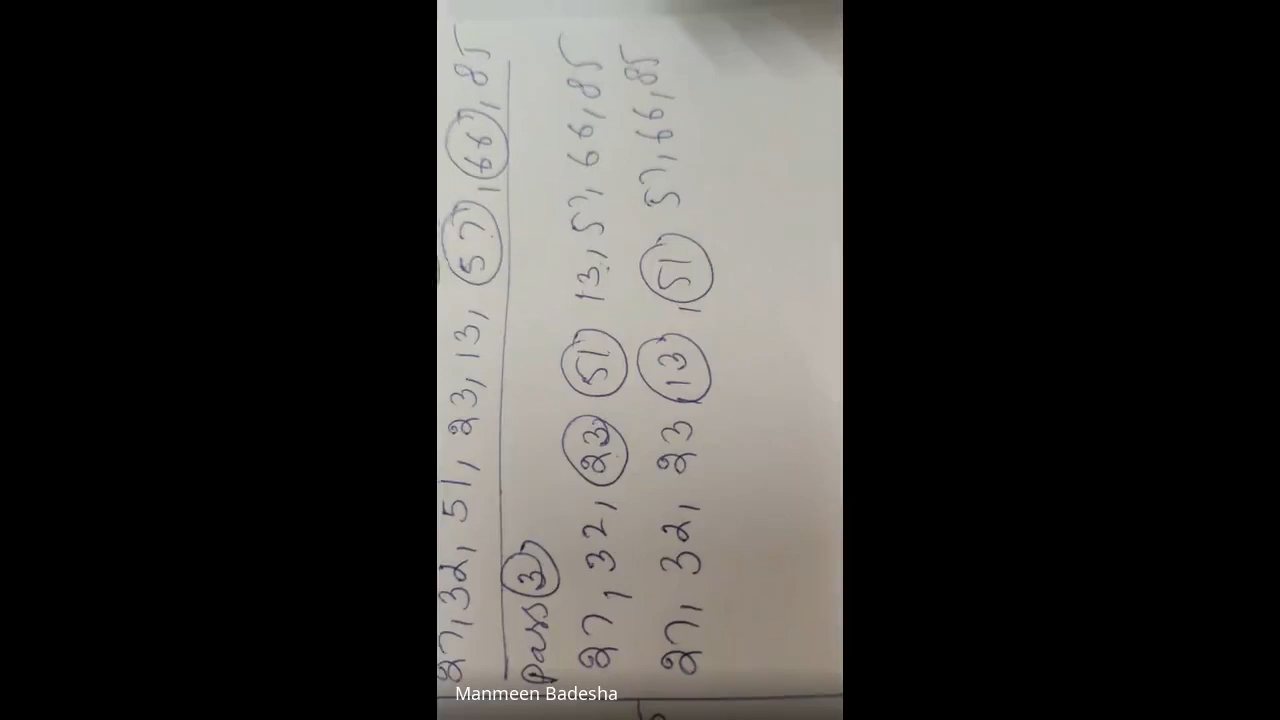 27, 32, 51, 23, 13, 57, 66, 85
Pass 3
27, 32, 23, 51 13, 57, 66, 85
27, 32, 23, 13, 51 57, 66, 85
Manmeen Badesha